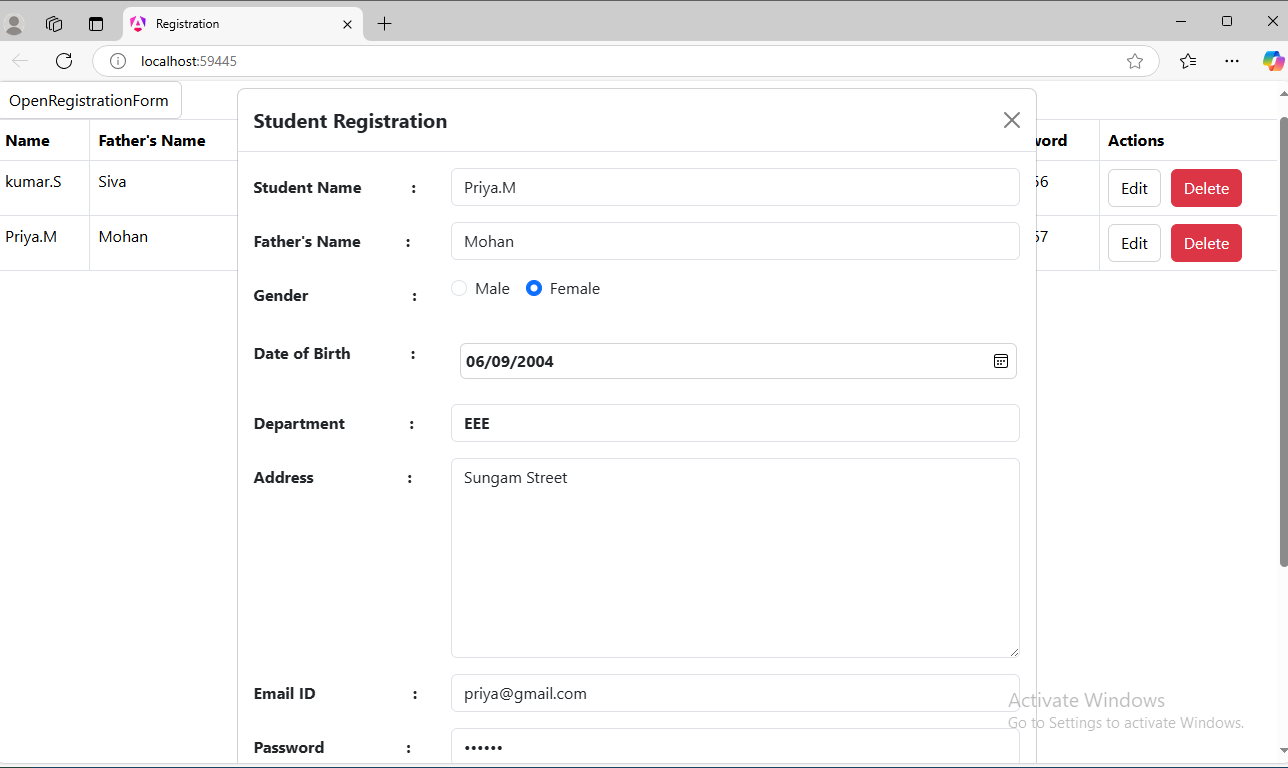 Registration
localhost:59445
OpenRegistrationForm
Name Father's Name word Actions
kumar.S Siva 56 Edit Delete
Priya.M Mohan 57 Edit Delete
Student Registration
Student Name : Priya.M
Father's Name : Mohan
Gender : Male Female
Date of Birth : 06/09/2004
Department : EEE
Address : Sungam Street
Email ID : priya@gmail.com
Password : ••••••
Activate Windows
Go to Settings to activate Windows.